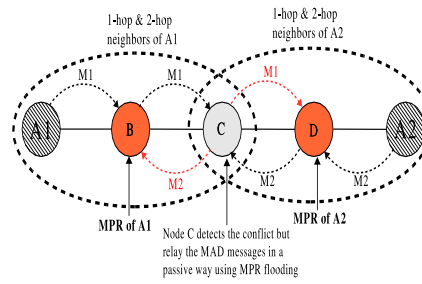 1-hop & 2-hop
neighbors of A1
1-hop & 2-hop
neighbors of A2
M1
M1
M1
A1
B
C
D
A2
M2
M2
M2
MPR of A1
MPR of A2
Node C detects the conflict but
relay the MAD messages in a
passive way using MPR flooding